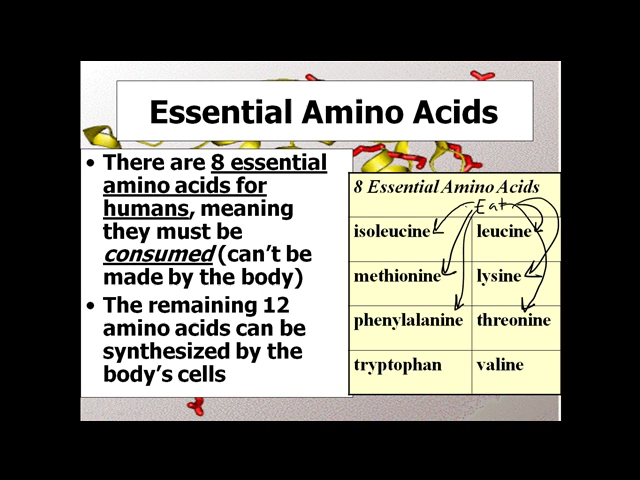 Essential Amino Acids
• There are 8 essential
amino acids for
humans, meaning
they must be
consumed (can't be
made by the body)
• The remaining 12
amino acids can be
synthesized by the
body's cells
8 Essential Amino Acids
Eat
isoleucine leucine
methionine lysine
phenylalanine threonine
tryptophan valine